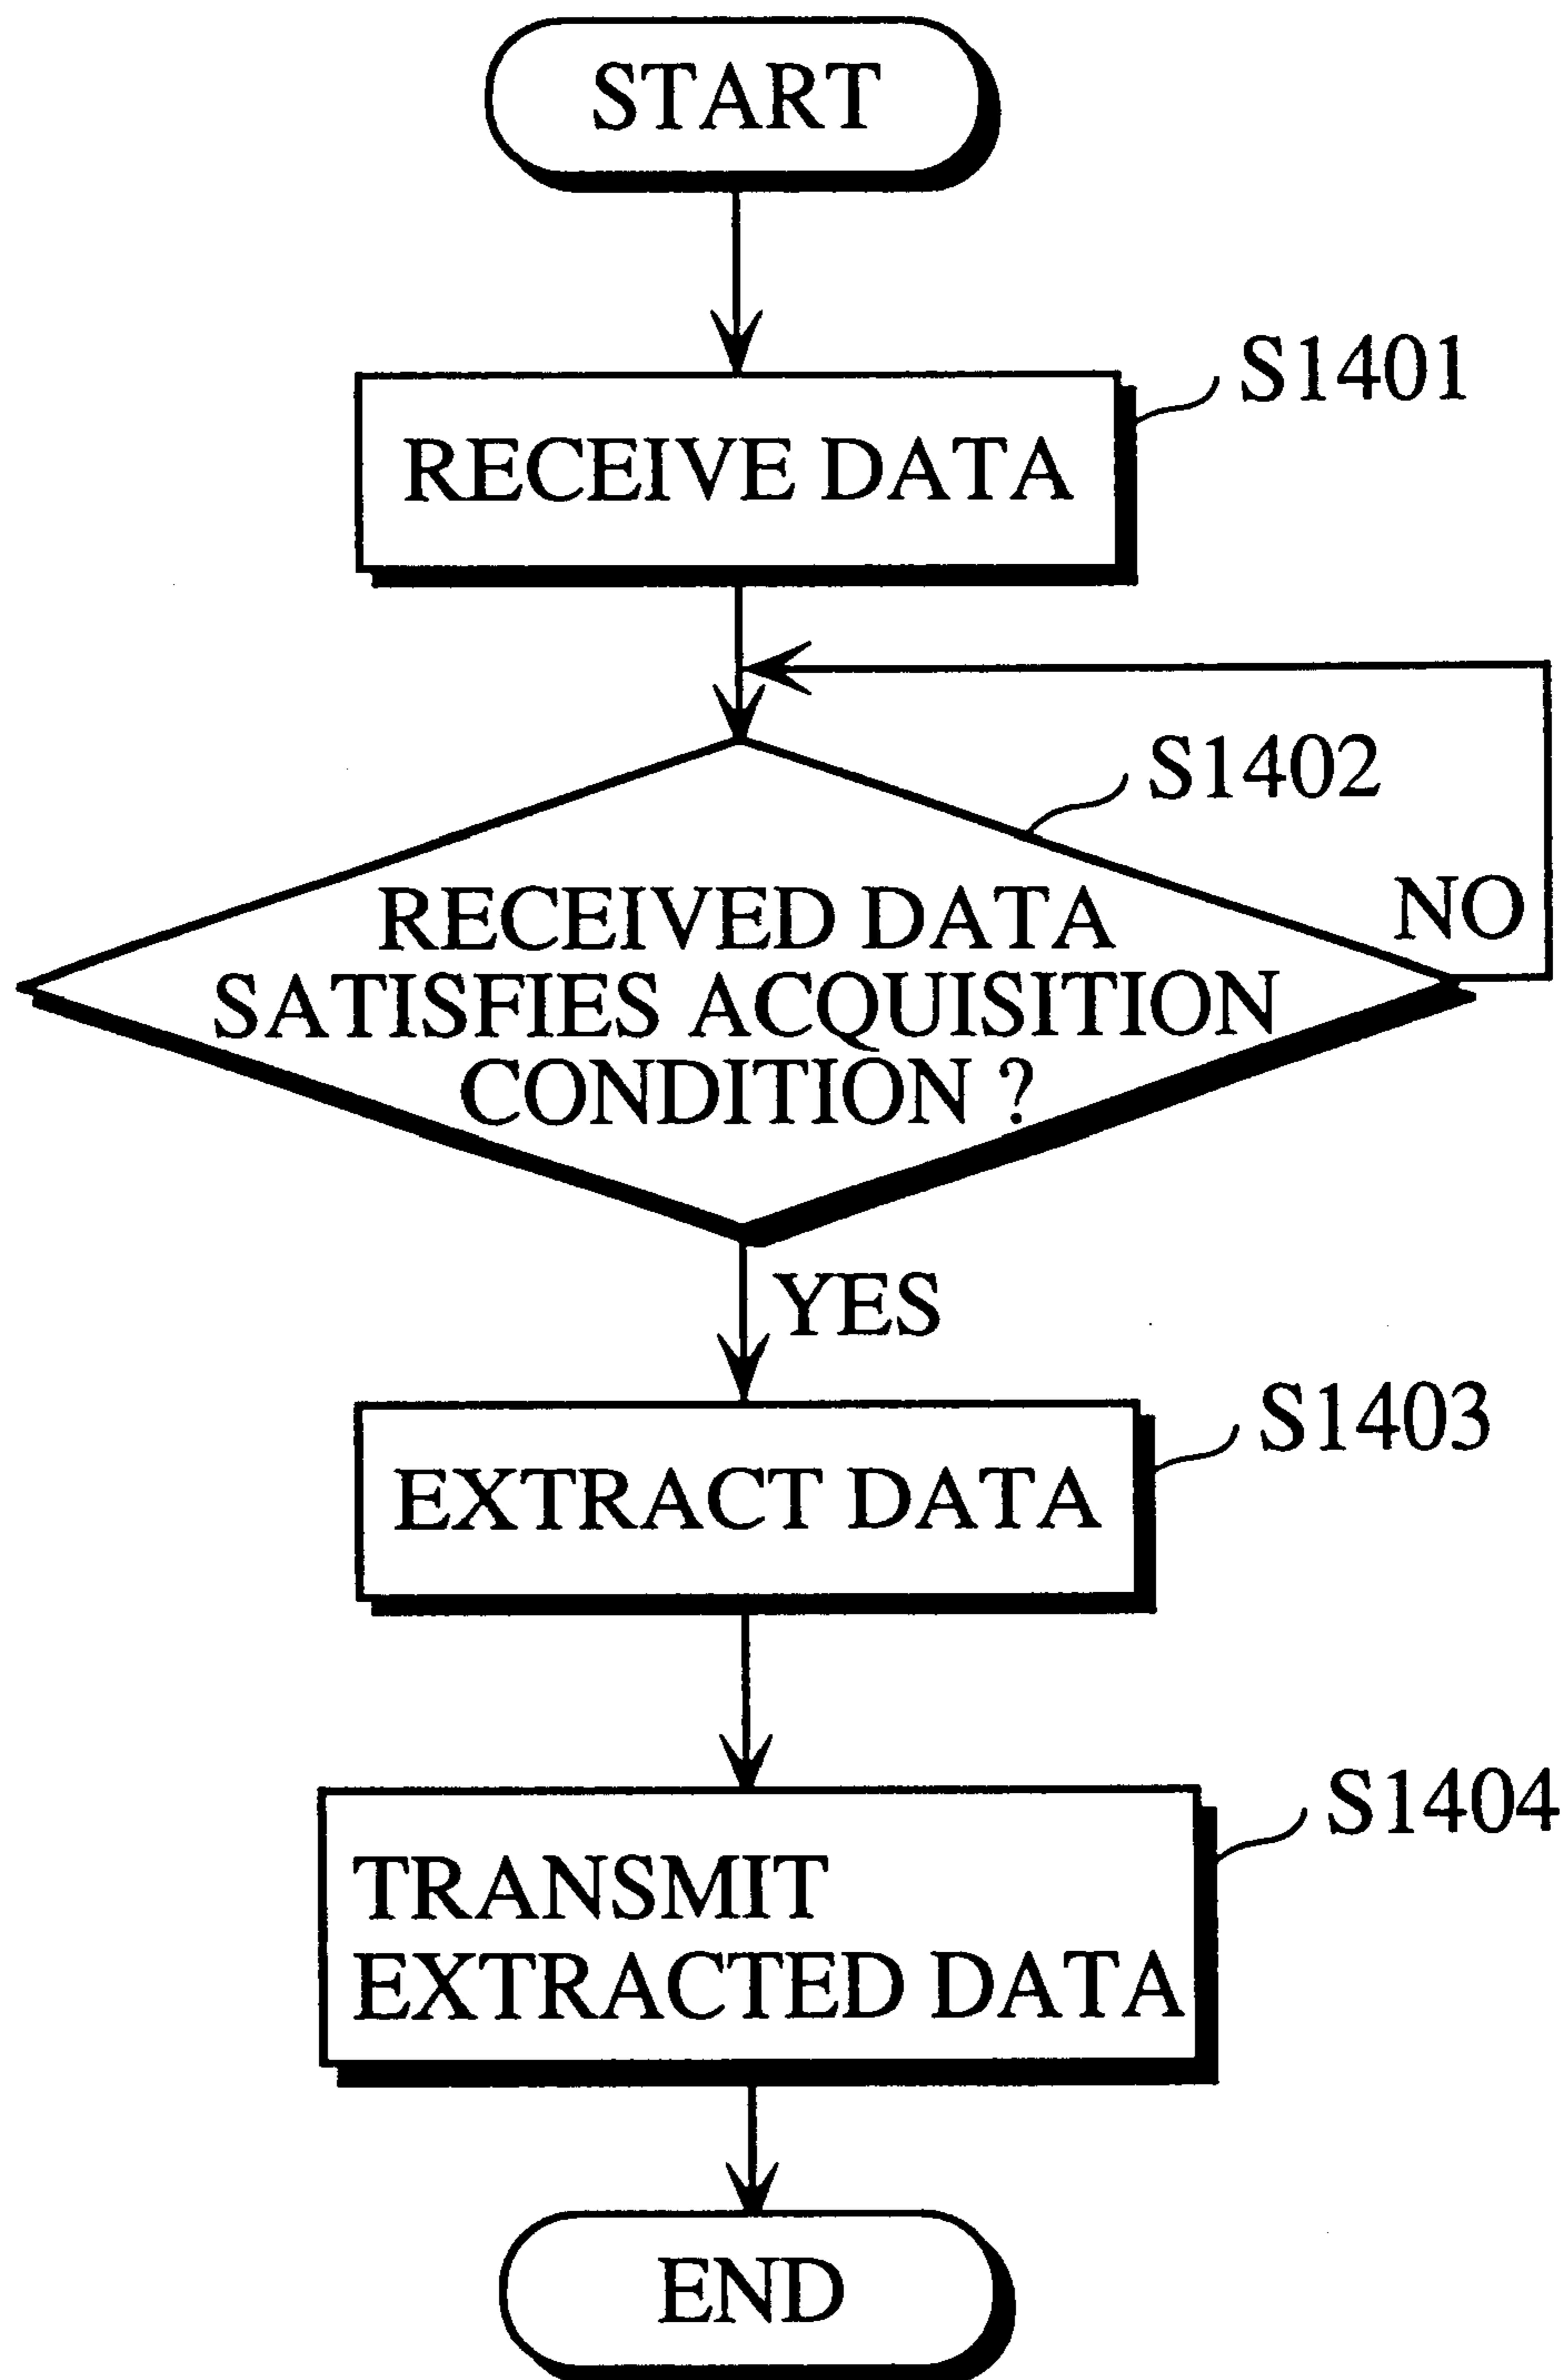 START
S1401
RECEIVE DATA
S1402
NO
RECEIVED DATA
SATISFIES ACQUISITION
CONDITION ?
YES
S1403
EXTRACT DATA
S1404
TRANSMIT
EXTRACTED DATA
END